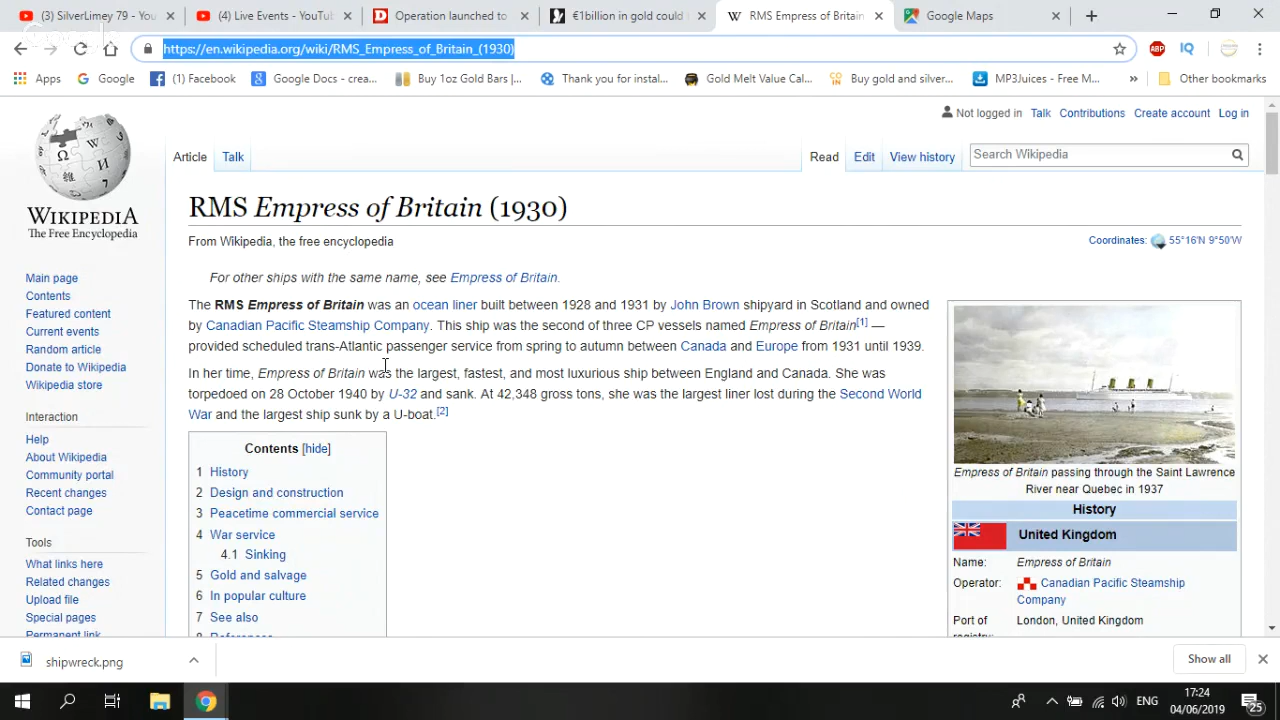 (3) SilverLimey 79 - You
(4) Live Events - YouTub
Operation launched to
€1billion in gold could
RMS Empress of Britain
Google Maps
https://en.wikipedia.org/wiki/RMS_Empress_of_Britain_(1930)
ABP
IQ
Apps
Google
(1) Facebook
Google Docs - crea...
Buy 1oz Gold Bars |...
Thank you for instal...
Gold Melt Value Cal...
Buy gold and silver...
MP3Juices - Free M...
Other bookmarks
Not logged in Talk Contributions Create account Log in
Article Talk
Read Edit View history
Search Wikipedia
WIKIPEDIA
The Free Encyclopedia
Main page
Contents
Featured content
Current events
Random article
Donate to Wikipedia
Wikipedia store
Interaction
Help
About Wikipedia
Community portal
Recent changes
Contact page
Tools
What links here
Related changes
Upload file
Special pages
Permanent link
RMS Empress of Britain (1930)
From Wikipedia, the free encyclopedia
Coordinates: 55°16′N 9°50′W
For other ships with the same name, see Empress of Britain.
The RMS Empress of Britain was an ocean liner built between 1928 and 1931 by John Brown shipyard in Scotland and owned
by Canadian Pacific Steamship Company. This ship was the second of three CP vessels named Empress of Britain[1] —
provided scheduled trans-Atlantic passenger service from spring to autumn between Canada and Europe from 1931 until 1939.
In her time, Empress of Britain was the largest, fastest, and most luxurious ship between England and Canada. She was
torpedoed on 28 October 1940 by U-32 and sank. At 42,348 gross tons, she was the largest liner lost during the Second World
War and the largest ship sunk by a U-boat.[2]
Contents [hide]
1 History
2 Design and construction
3 Peacetime commercial service
4 War service
4.1 Sinking
5 Gold and salvage
6 In popular culture
7 See also
8 References
Empress of Britain passing through the Saint Lawrence
River near Quebec in 1937
History
United Kingdom
Name: Empress of Britain
Operator: Canadian Pacific Steamship
Company
Port of London, United Kingdom
registry:
shipwreck.png
Show all
ENG
17:24
04/06/2019
25